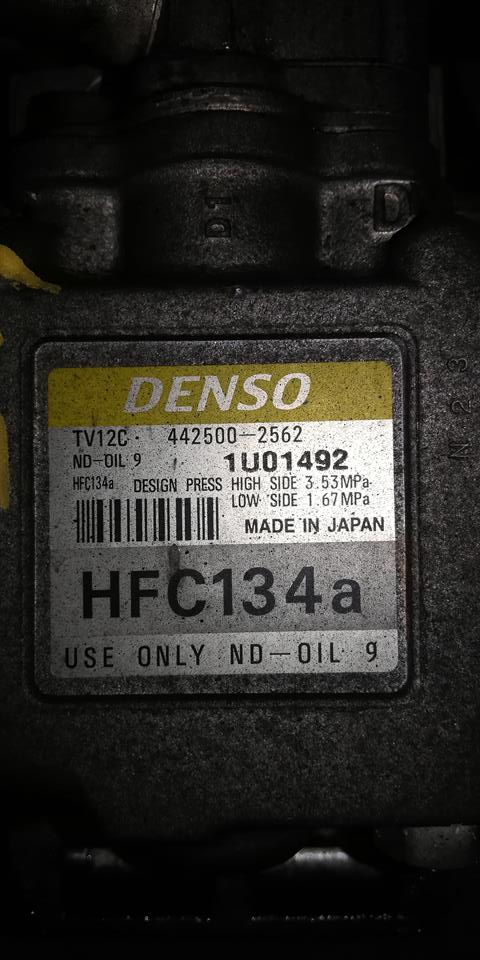 D1
D
DENSO
TV12C· 442500-2562
ND-OIL 9 1U01492
HFC134a DESIGN PRESS HIGH SIDE 3.53MPa
LOW SIDE 1.67MPa
MADE IN JAPAN
HFC134a
USE ONLY ND-OIL 9